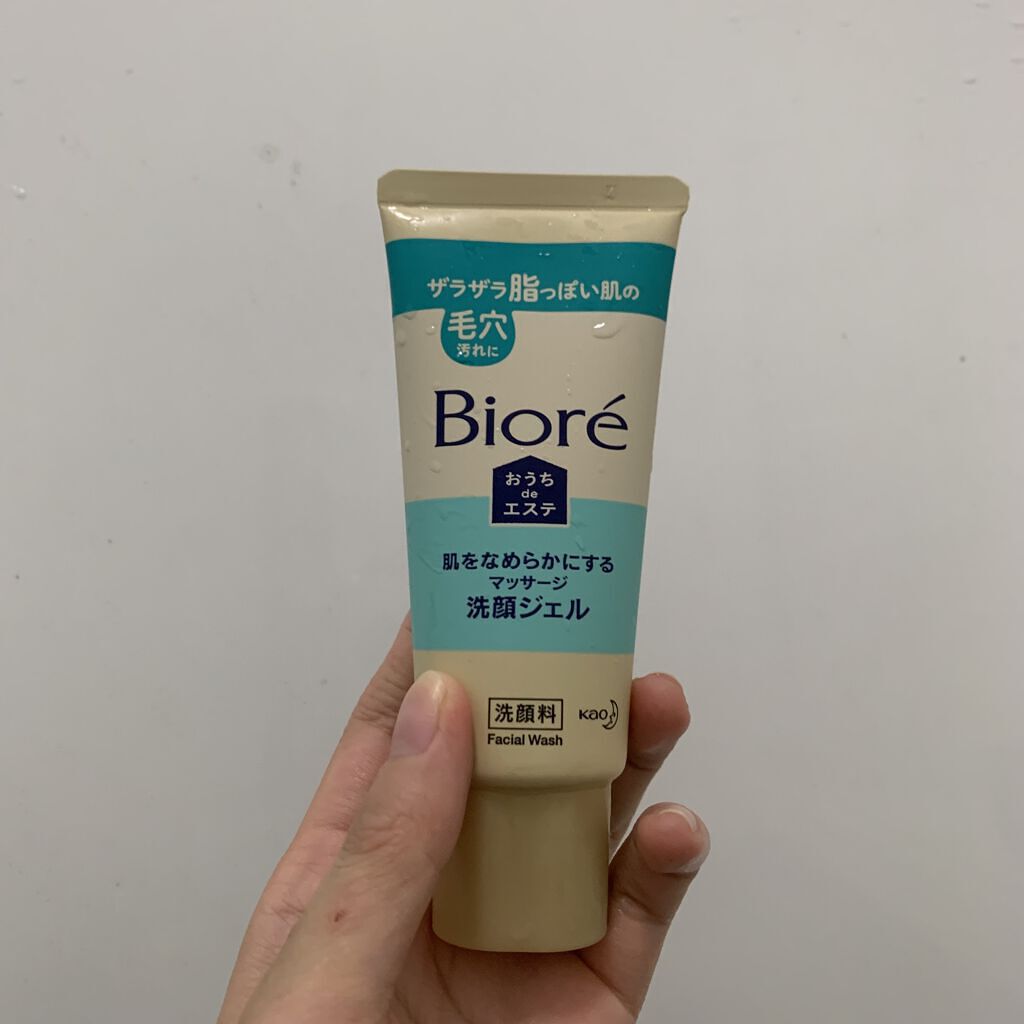 ザラザラ脂っぽい肌の
毛穴
汚れに
Bioré
おうち
de
エステ
肌をなめらかにする
マッサージ
洗顔ジェル
洗顔料
Kao
Facial Wash